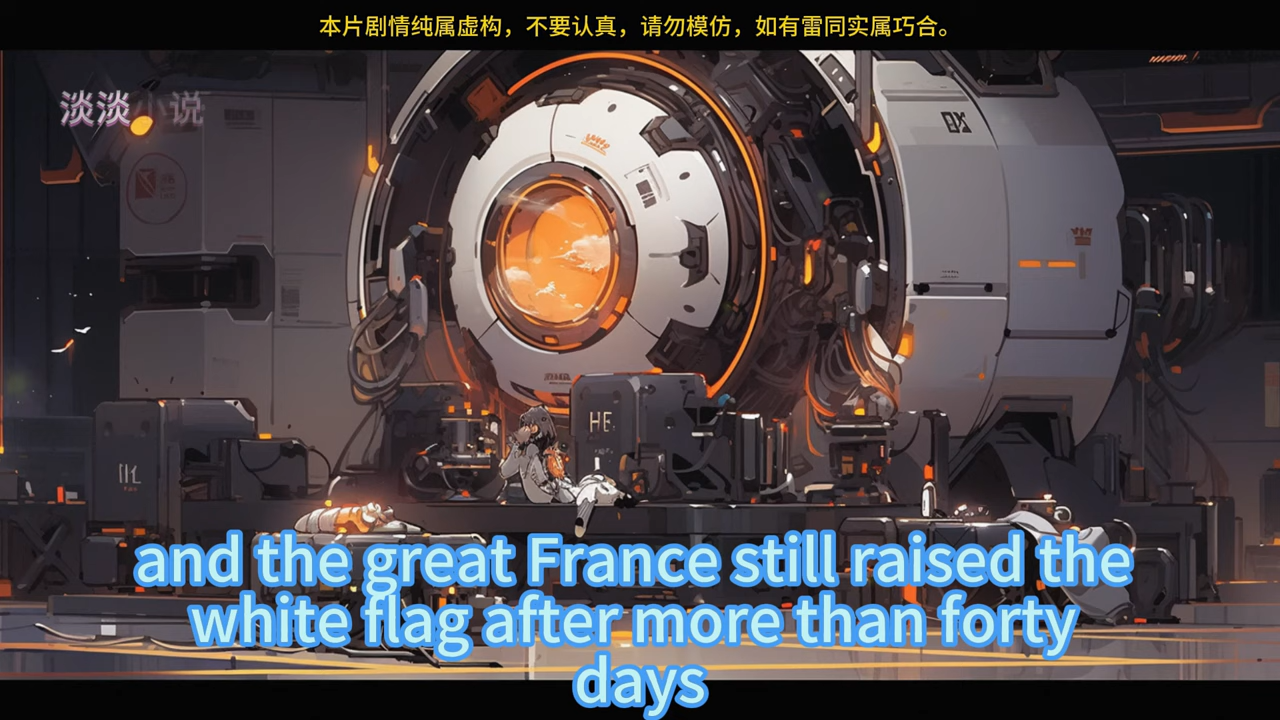 本片剧情纯属虚构，不要认真，请勿模仿，如有雷同实属巧合。
淡淡小说
HE
and the great France still raised the
white flag after more than forty
days